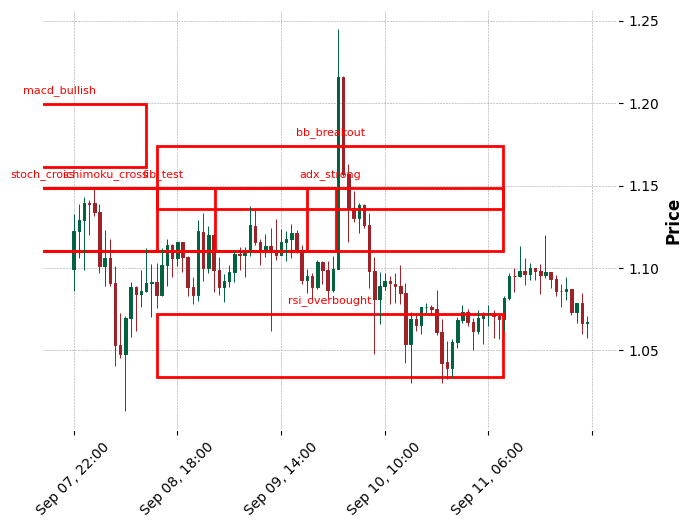 1.25
1.20
1.15
1.10
1.05
Price
macd_bullish
bb_breakout
stoch_cross
ichimoku_cross
fib_test
adx_strong
rsi_overbought
Sep 07, 22:00
Sep 08, 18:00
Sep 09, 14:00
Sep 10, 10:00
Sep 11, 06:00